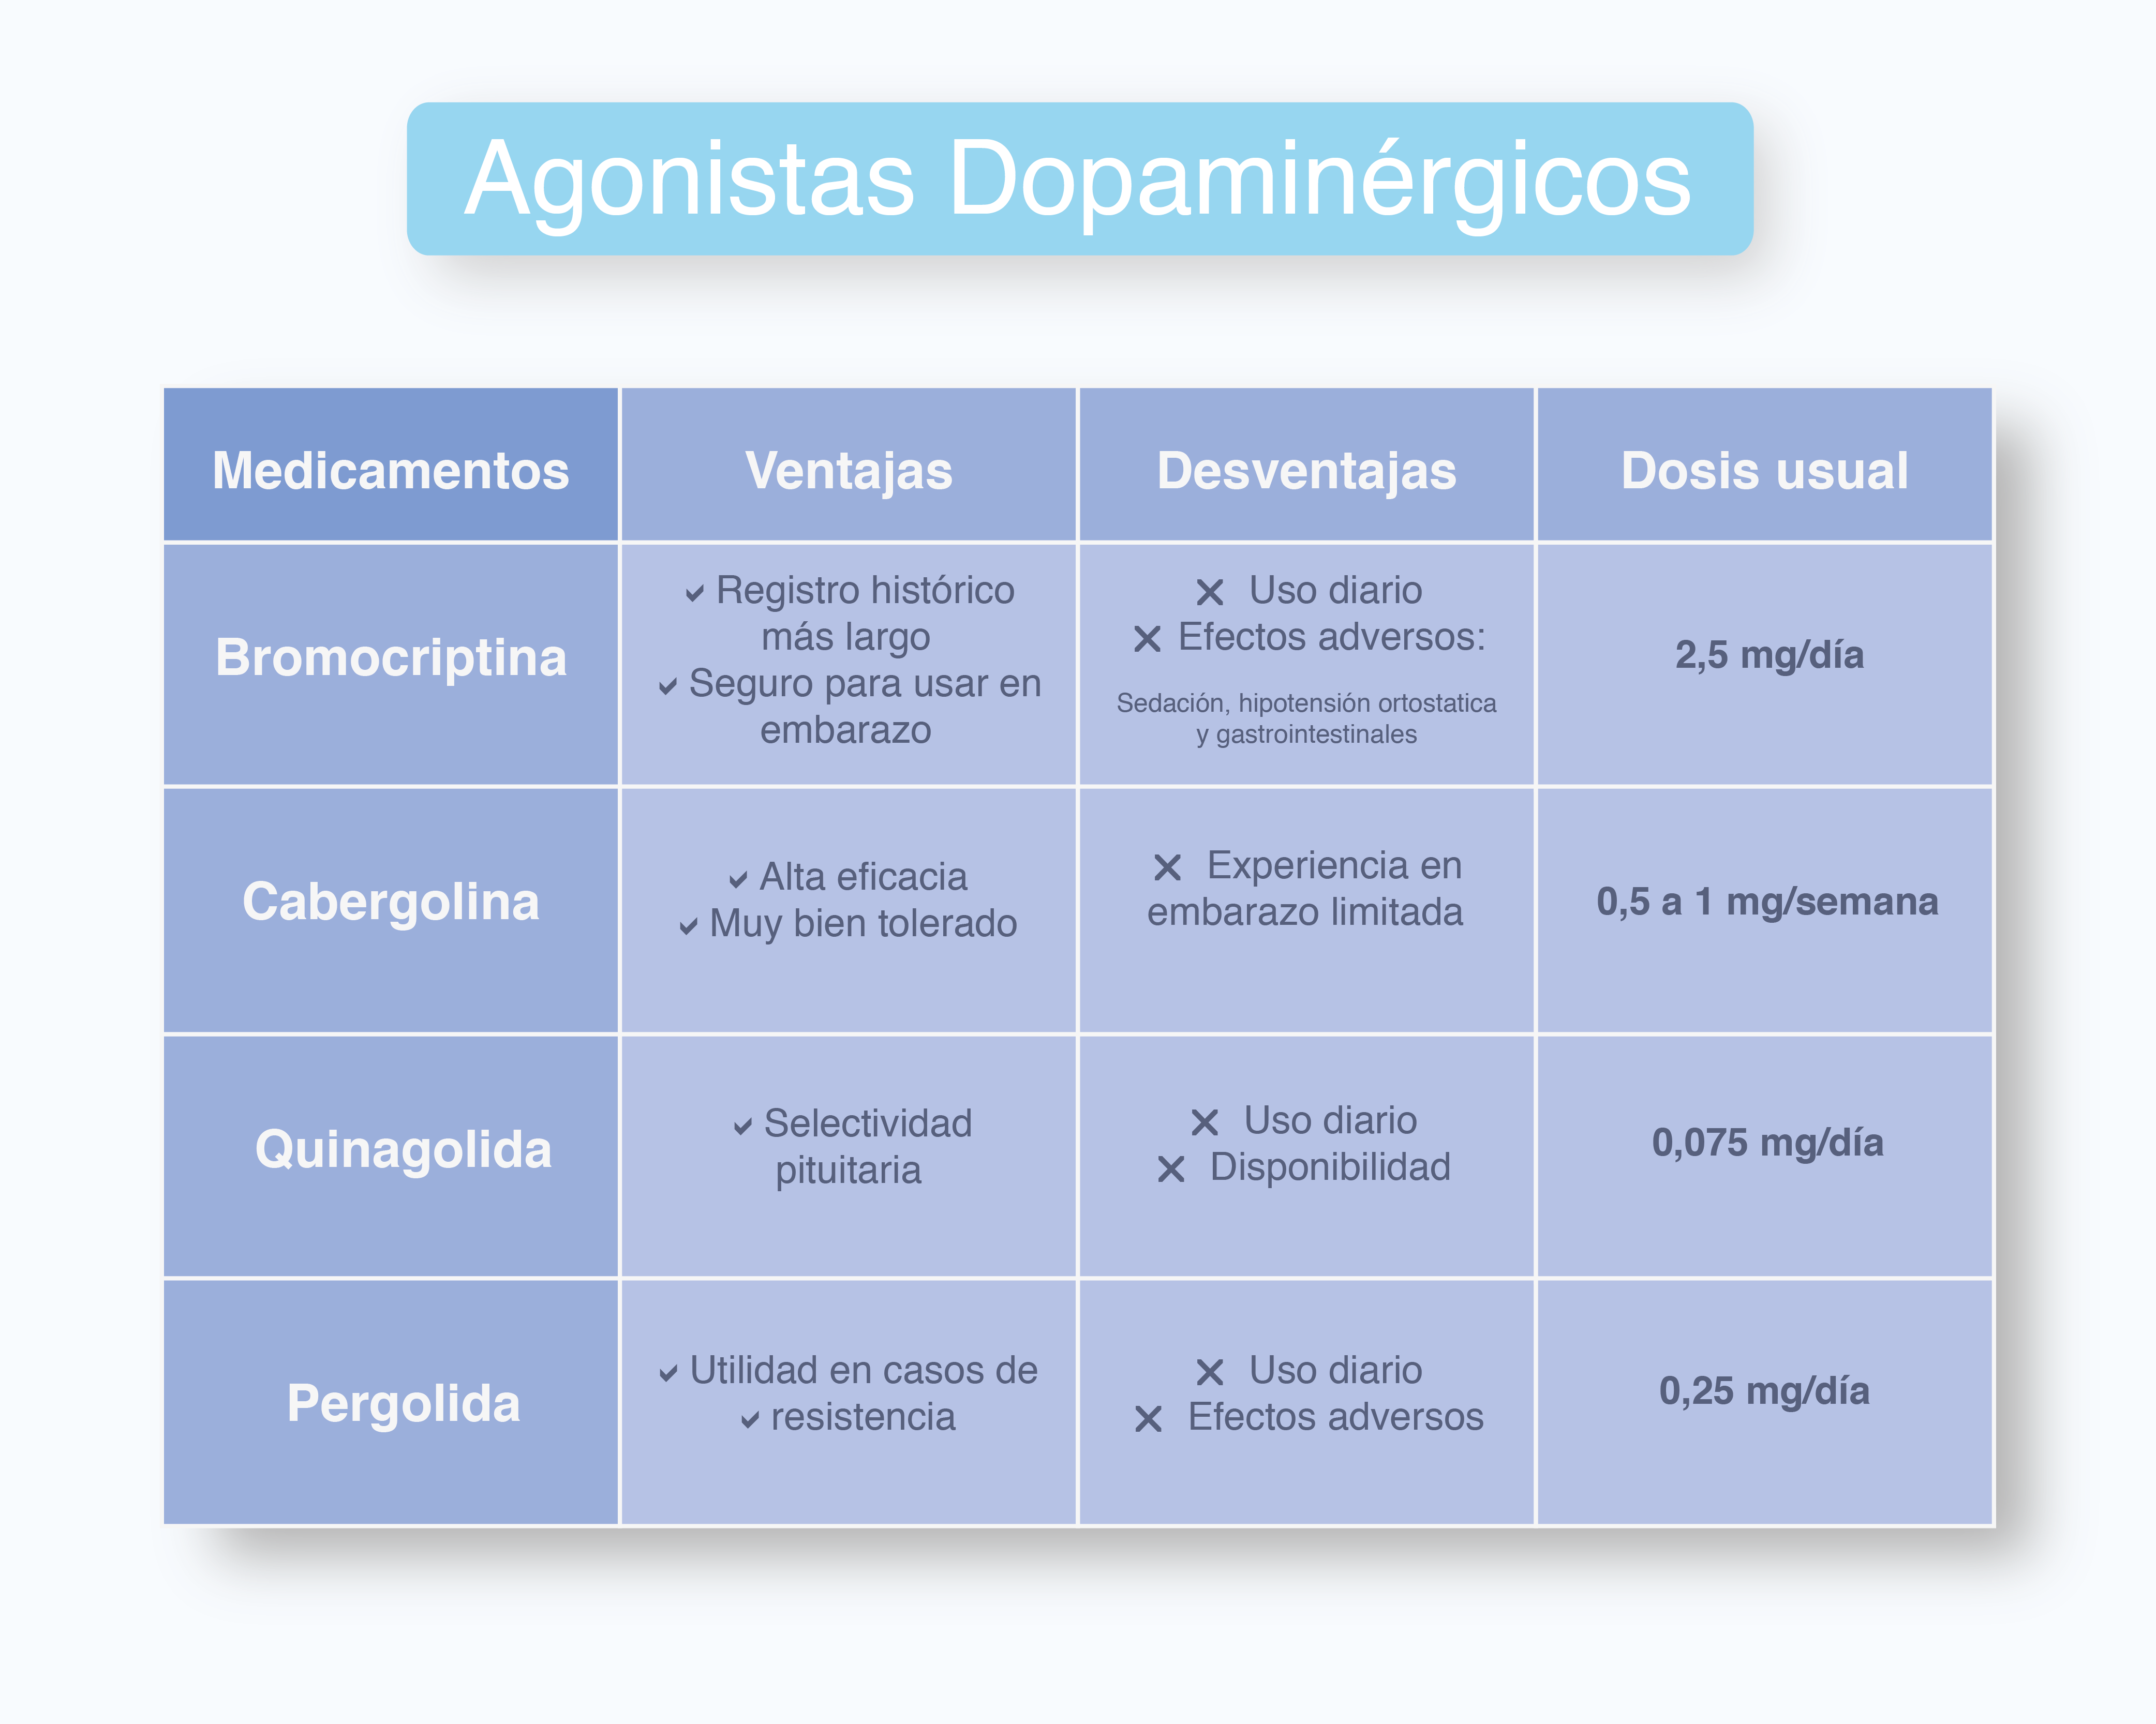 Agonistas Dopaminérgicos
Medicamentos
Ventajas
Desventajas
Dosis usual
Bromocriptina
✓ Registro histórico
más largo
✓ Seguro para usar en
embarazo
✕ Uso diario
✕ Efectos adversos:
Sedación, hipotensión ortostatica
y gastrointestinales
2,5 mg/día
Cabergolina
✓ Alta eficacia
✓ Muy bien tolerado
✕ Experiencia en
embarazo limitada
0,5 a 1 mg/semana
Quinagolida
✓ Selectividad
pituitaria
✕ Uso diario
✕ Disponibilidad
0,075 mg/día
Pergolida
✓ Utilidad en casos de
✓ resistencia
✕ Uso diario
✕ Efectos adversos
0,25 mg/día